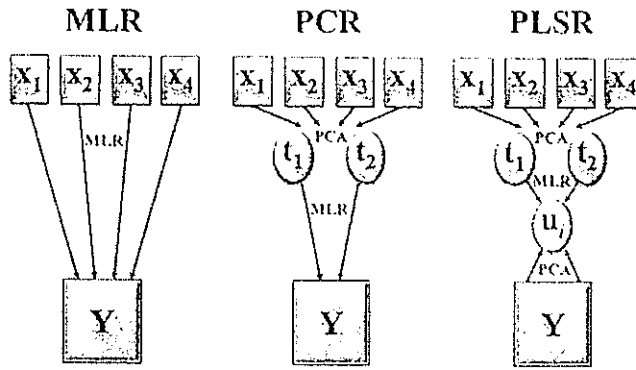 MLR PCR PLSR
x1 x2 x3 x4 x1 x2 x3 x4 x1 x2 x3 x4
MLR PCA PCA
t1 t2 t1 t2
MLR MLR
ui
PCA
Y Y Y